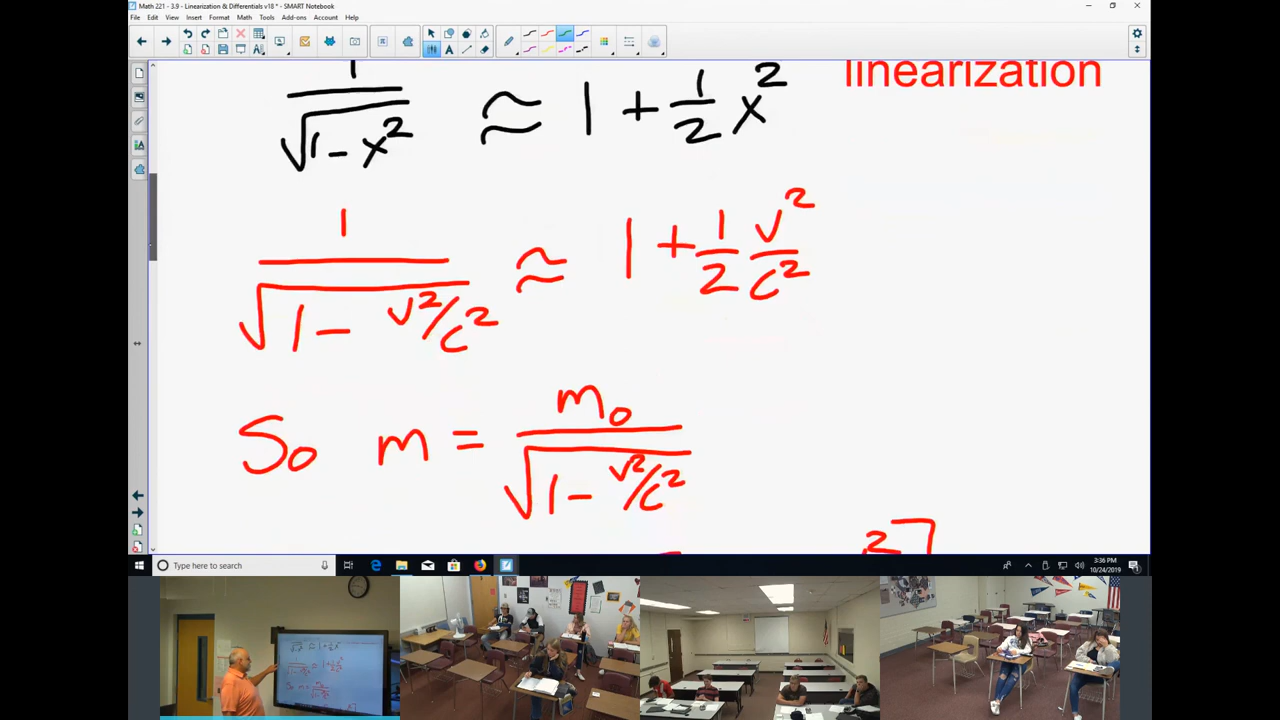 Math 221 - 3.9 - Linearization & Differentials v18 * - SMART Notebook
File Edit View Insert Format Math Tools Add-ons Account Help
linearization
1/√(1-x²) ≈ 1 + 1/2 x²
1/√(1- v²/c²) ≈ 1 + 1/2 v²/c²
So m = m₀/√(1- v²/c²)
2 ]
Type here to search
3:36 PM
10/24/2019